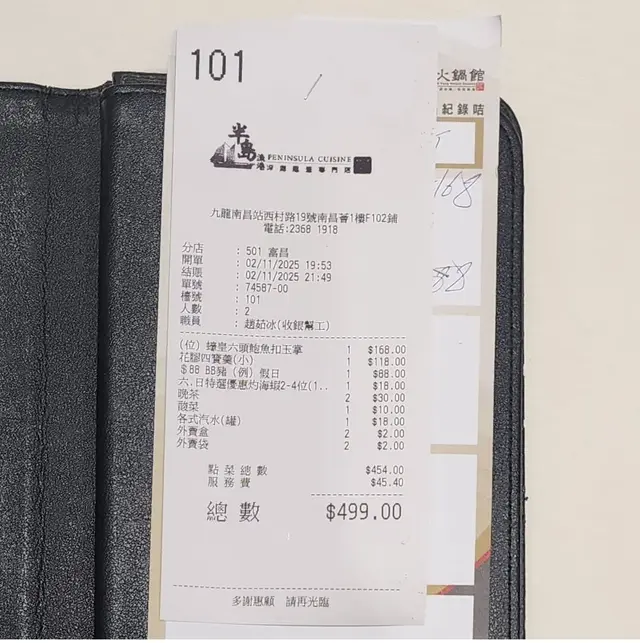 101
半島
漁港
PENINSULA CUISINE
火鍋館
紀錄咭
九龍南昌站西村路19號南昌薈1樓F102鋪
電話:2368 1918
分店 : 501 富昌
開單 : 02/11/2025 19:53
結賬 : 02/11/2025 21:49
單號 : 74587-00
檯號 : 101
人數 : 2
職員 : 趙茹冰(收銀幫工)
(位) 蠔皇六頭鮑魚扣玉掌 1 $168.00
花膠四寶羹(小) 1 $118.00
$88 BB豬 (例) 假日 1 $88.00
六.日特選優惠灼海蝦2-4位(1.. 1 $18.00
晚茶 2 $30.00
酸菜 1 $10.00
各式汽水(罐) 1 $18.00
外賣盒 2 $2.00
外賣袋 2 $2.00
點菜總數 $454.00
服務費 $45.40
總數 $499.00
多謝惠顧 請再光臨
168